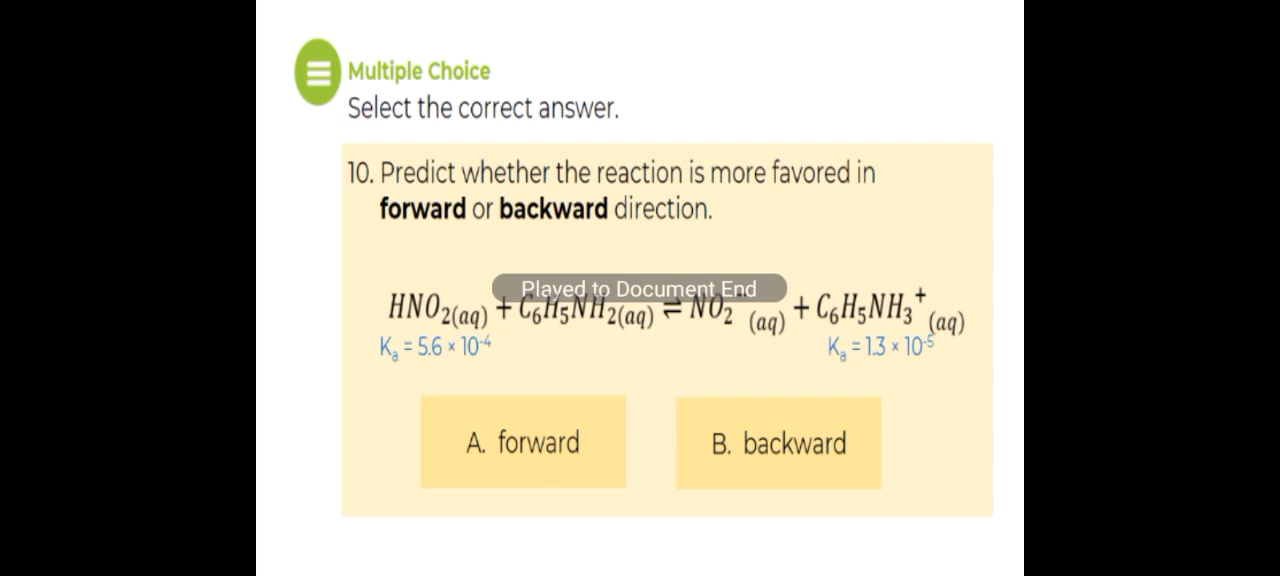 Multiple Choice
Select the correct answer.
10. Predict whether the reaction is more favored in
forward or backward direction.
Played to Document End
HNO₂(aq) + C₆H₅NH₂(aq) ⇌ NO₂⁻(aq) + C₆H₅NH₃⁺(aq)
Kₐ = 5.6 × 10⁻⁴ Kₐ = 1.3 × 10⁻⁵
A. forward B. backward